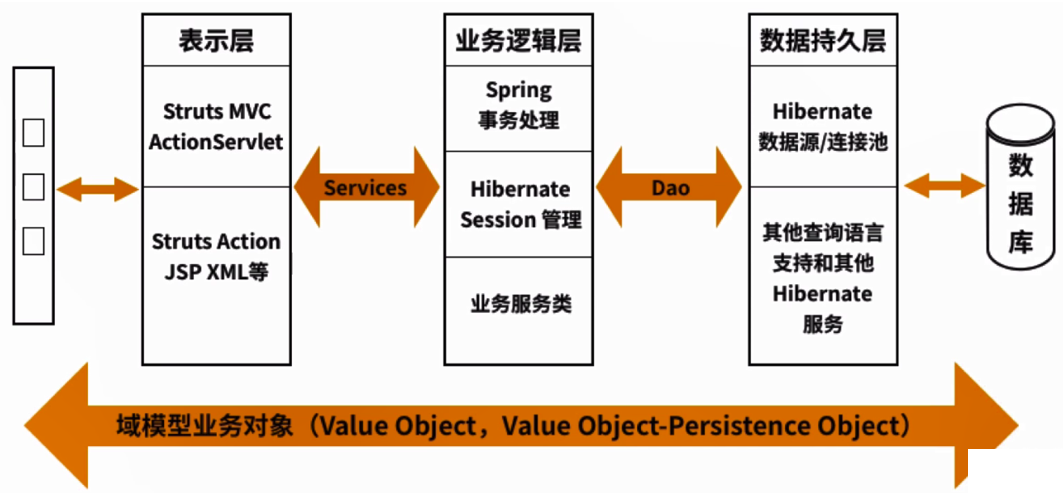 表示层
Struts MVC
ActionServlet
Struts Action
JSP XML等
Services
业务逻辑层
Spring
事务处理
Hibernate
Session 管理
业务服务类
Dao
数据持久层
Hibernate
数据源/连接池
其他查询语言
支持和其他
Hibernate
服务
数
据
库
域模型业务对象（Value Object，Value Object-Persistence Object）